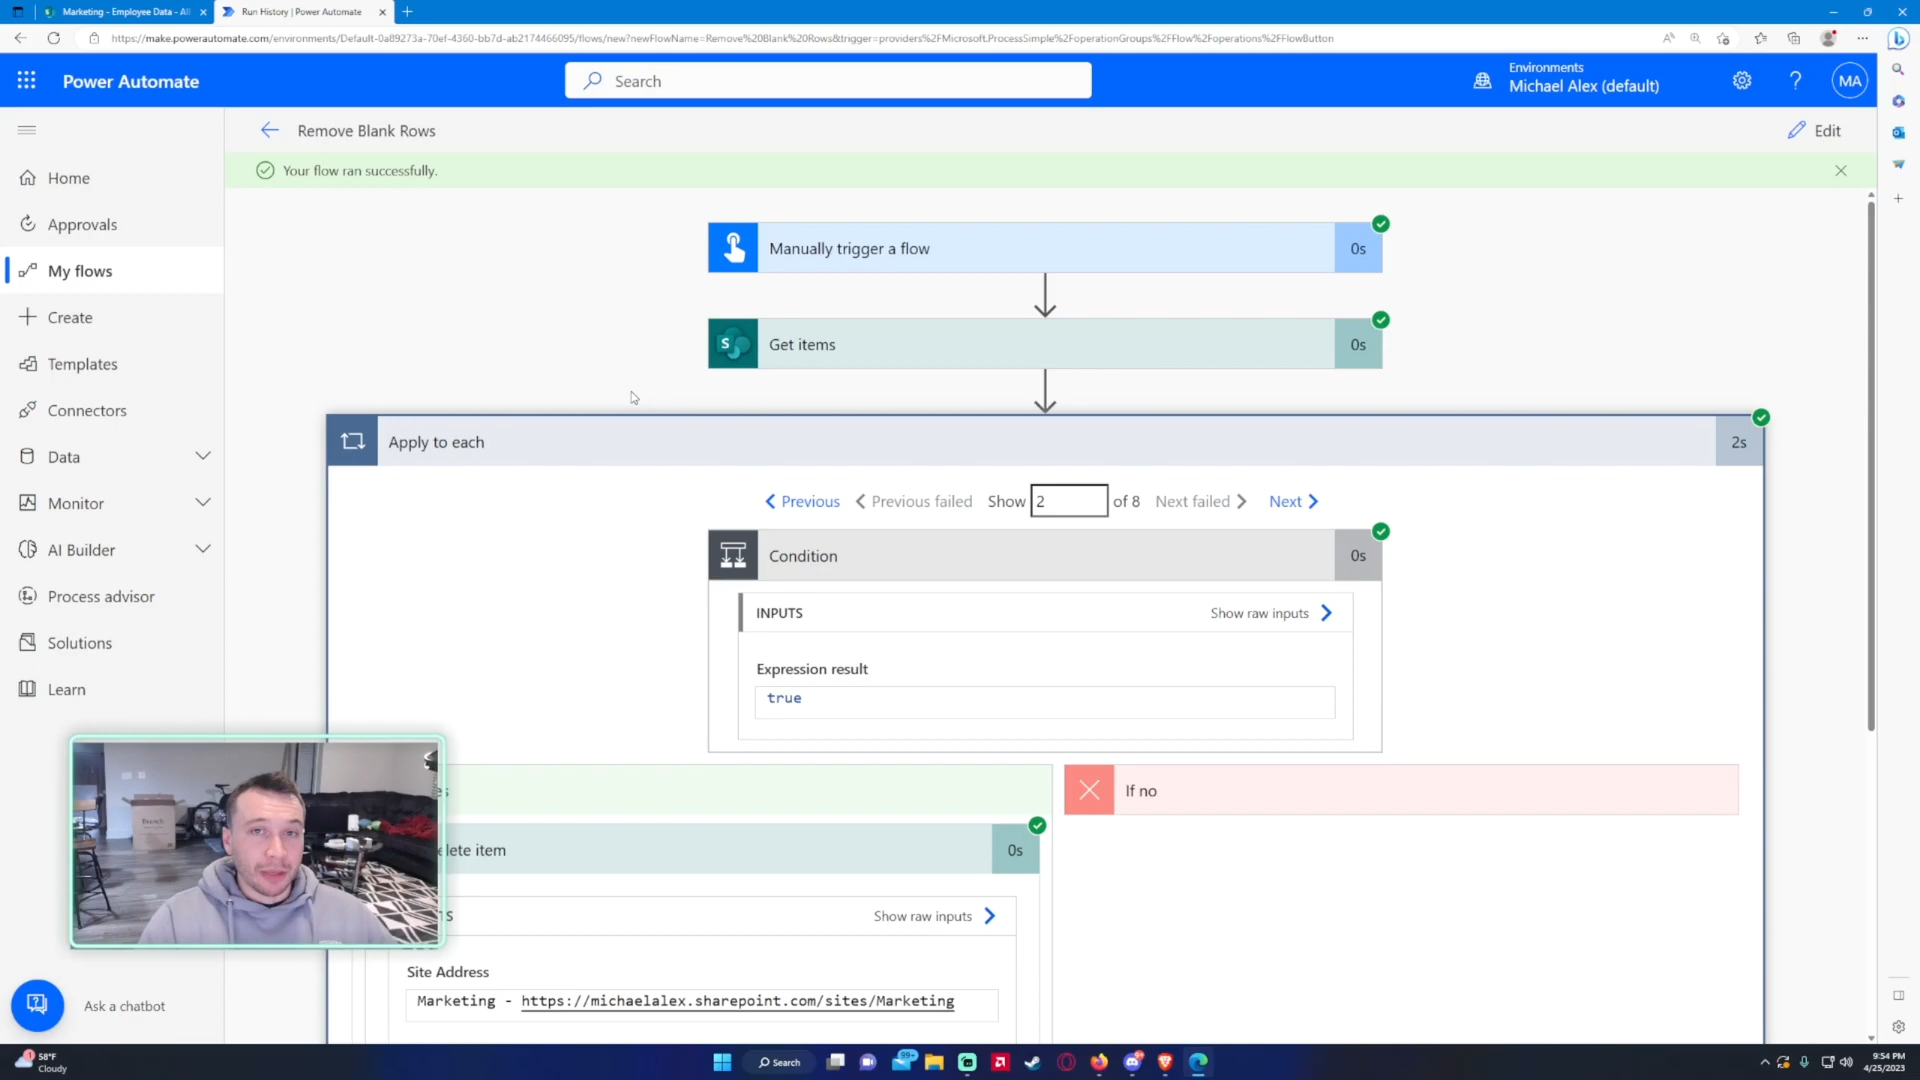 Marketing - Employee Data - All
Run History | Power Automate
https://make.powerautomate.com/environments/Default-0a89273a-70ef-4360-bb7d-ab2174466095/flows/new?newFlowName=Remove%20Blank%20Rows&trigger=providers%2FMicrosoft.ProcessSimple%2FoperationGroups%2FFlow%2Foperations%2FFlowButton
Power Automate
Search
Environments
Michael Alex (default)
MA
Remove Blank Rows
Edit
Your flow ran successfully.
Home
Approvals
My flows
Create
Templates
Connectors
Data
Monitor
AI Builder
Process advisor
Solutions
Learn
Ask a chatbot
Manually trigger a flow
0s
Get items
0s
Apply to each
2s
Previous
Previous failed
Show 2 of 8
Next failed
Next
Condition
0s
INPUTS
Show raw inputs
Expression result
true
If no
lete item
0s
Show raw inputs
Site Address
Marketing - https://michaelalex.sharepoint.com/sites/Marketing
58°F
Cloudy
Search
99+
9:54 PM
4/25/2023